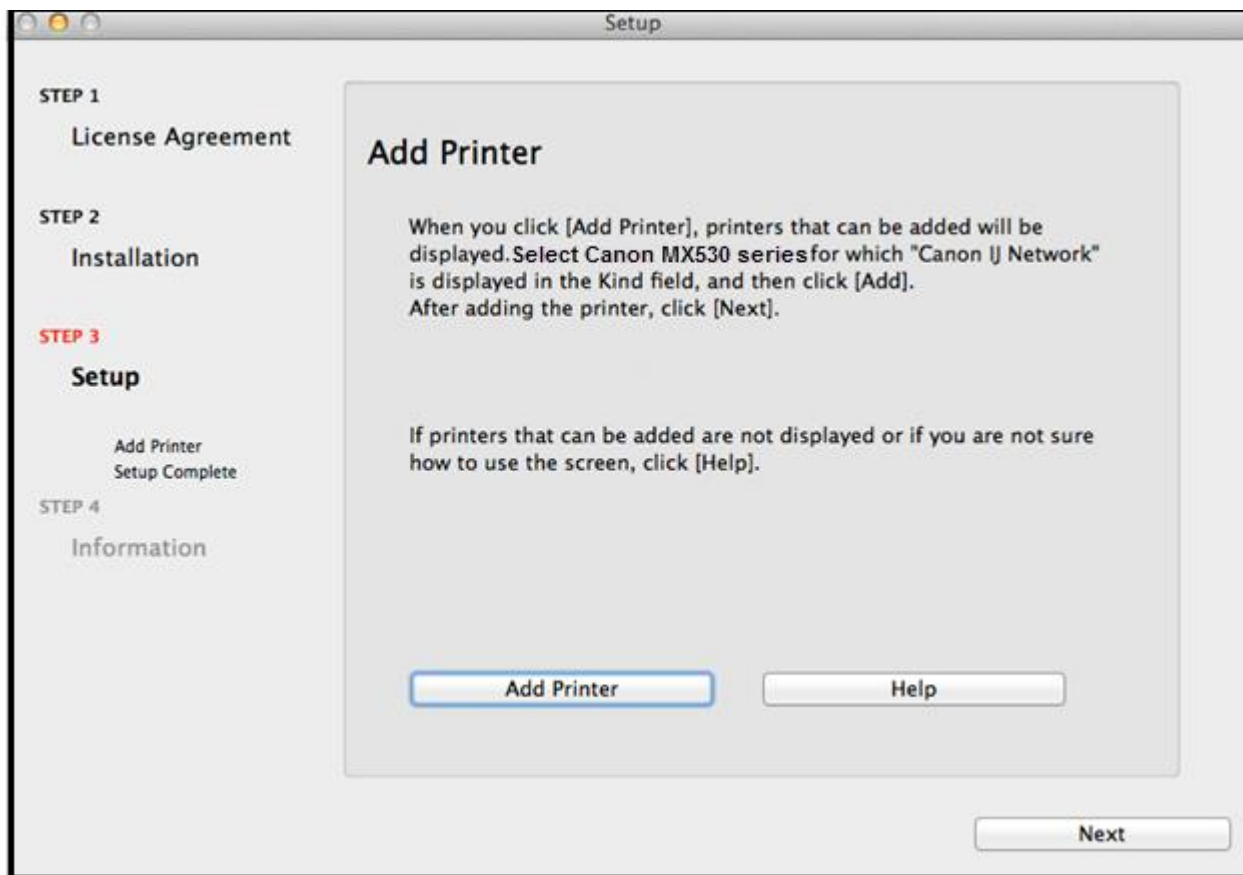 Setup
STEP 1
License Agreement
STEP 2
Installation
STEP 3
Setup
Add Printer
Setup Complete
STEP 4
Information
Add Printer
When you click [Add Printer], printers that can be added will be
displayed.Select Canon MX530 series for which "Canon IJ Network"
is displayed in the Kind field, and then click [Add].
After adding the printer, click [Next].
If printers that can be added are not displayed or if you are not sure
how to use the screen, click [Help].
Add Printer
Help
Next